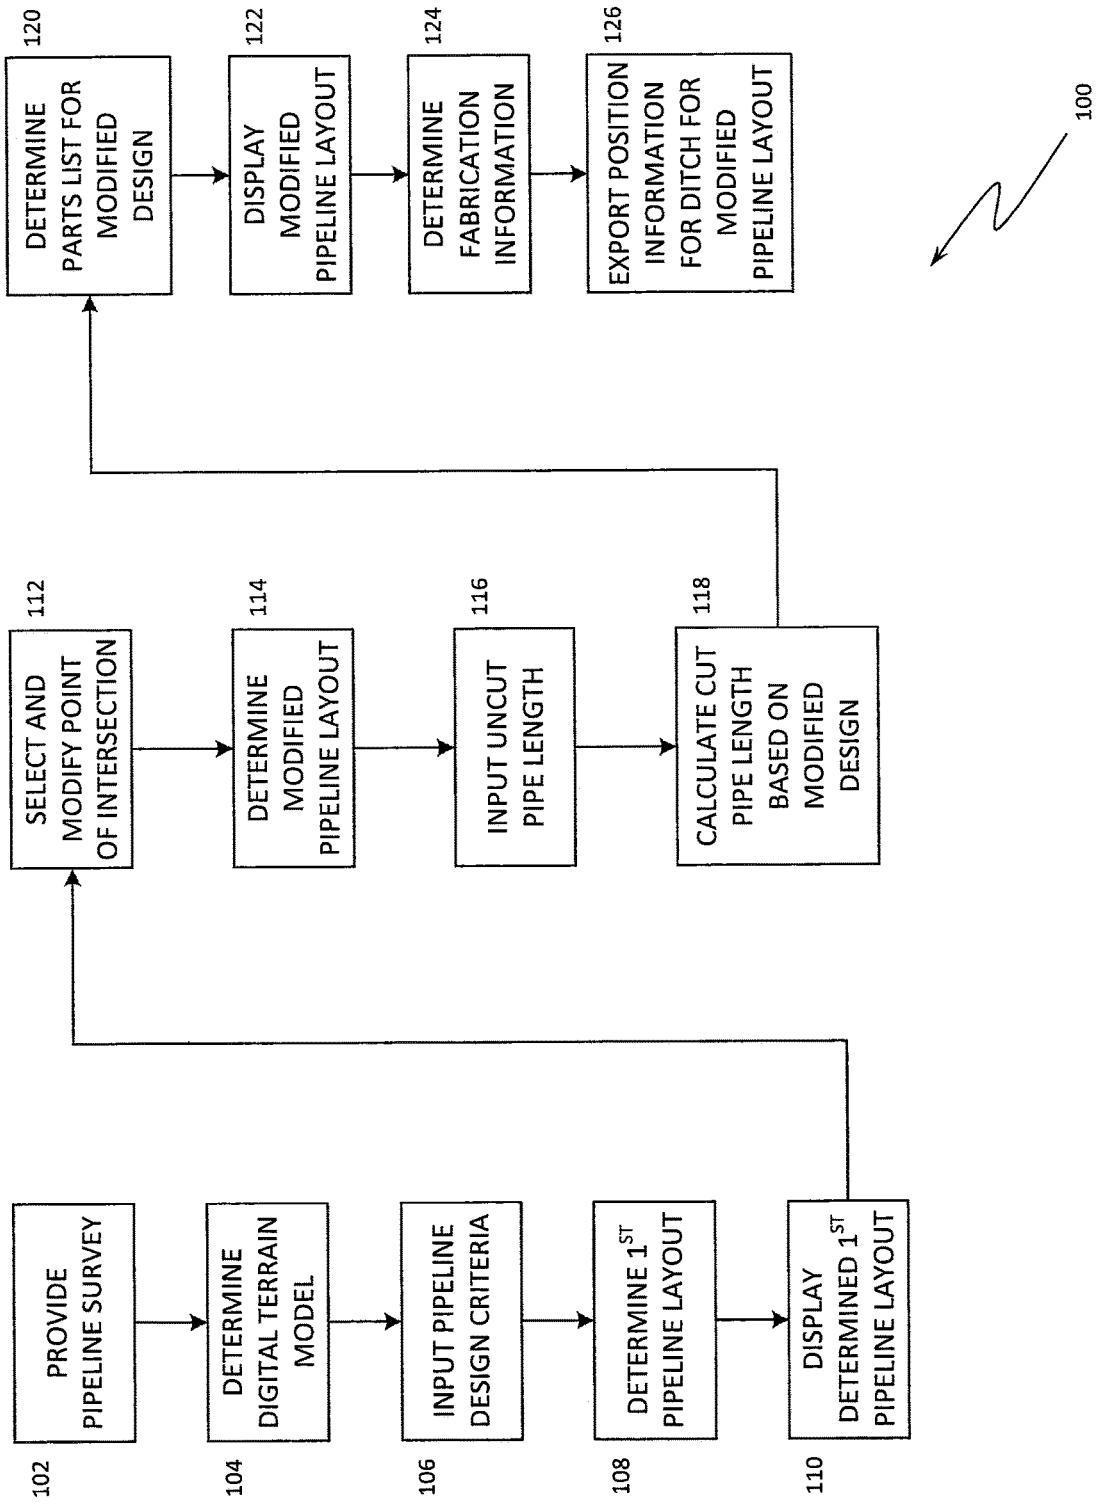 102
PROVIDE
PIPELINE SURVEY
104
DETERMINE
DIGITAL TERRAIN
MODEL
106
INPUT PIPELINE
DESIGN CRITERIA
108
DETERMINE 1ST
PIPELINE LAYOUT
110
DISPLAY
DETERMINED 1ST
PIPELINE LAYOUT
112
SELECT AND
MODIFY POINT
OF INTERSECTION
114
DETERMINE
MODIFIED
PIPELINE LAYOUT
116
INPUT UNCUT
PIPE LENGTH
118
CALCULATE CUT
PIPE LENGTH
BASED ON
MODIFIED
DESIGN
120
DETERMINE
PARTS LIST FOR
MODIFIED
DESIGN
122
DISPLAY
MODIFIED
PIPELINE LAYOUT
124
DETERMINE
FABRICATION
INFORMATION
126
EXPORT POSITION
INFORMATION
FOR DITCH FOR
MODIFIED
PIPELINE LAYOUT
100